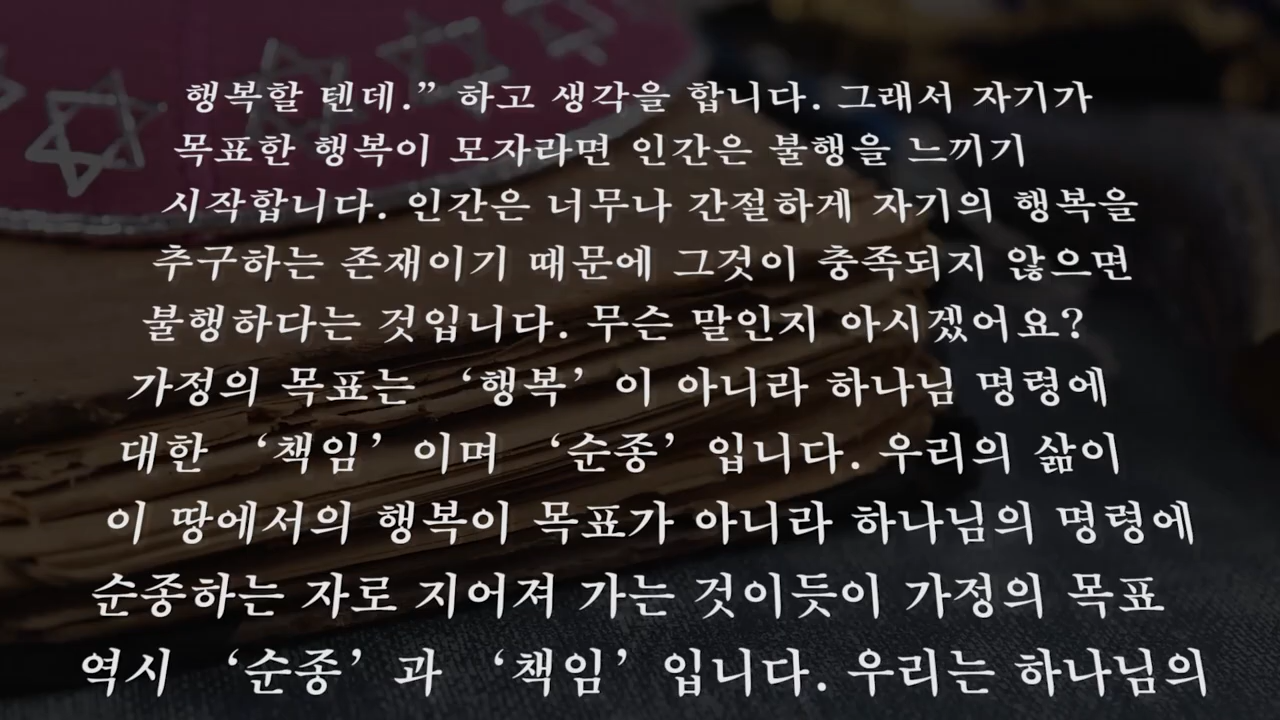 행복할 텐데.” 하고 생각을 합니다. 그래서 자기가
목표한 행복이 모자라면 인간은 불행을 느끼기
시작합니다. 인간은 너무나 간절하게 자기의 행복을
추구하는 존재이기 때문에 그것이 충족되지 않으면
불행하다는 것입니다. 무슨 말인지 아시겠어요?
가정의 목표는 ‘행복’ 이 아니라 하나님 명령에
대한 ‘책임’ 이며 ‘순종’ 입니다. 우리의 삶이
이 땅에서의 행복이 목표가 아니라 하나님의 명령에
순종하는 자로 지어져 가는 것이듯이 가정의 목표
역시 ‘순종’ 과 ‘책임’ 입니다. 우리는 하나님의